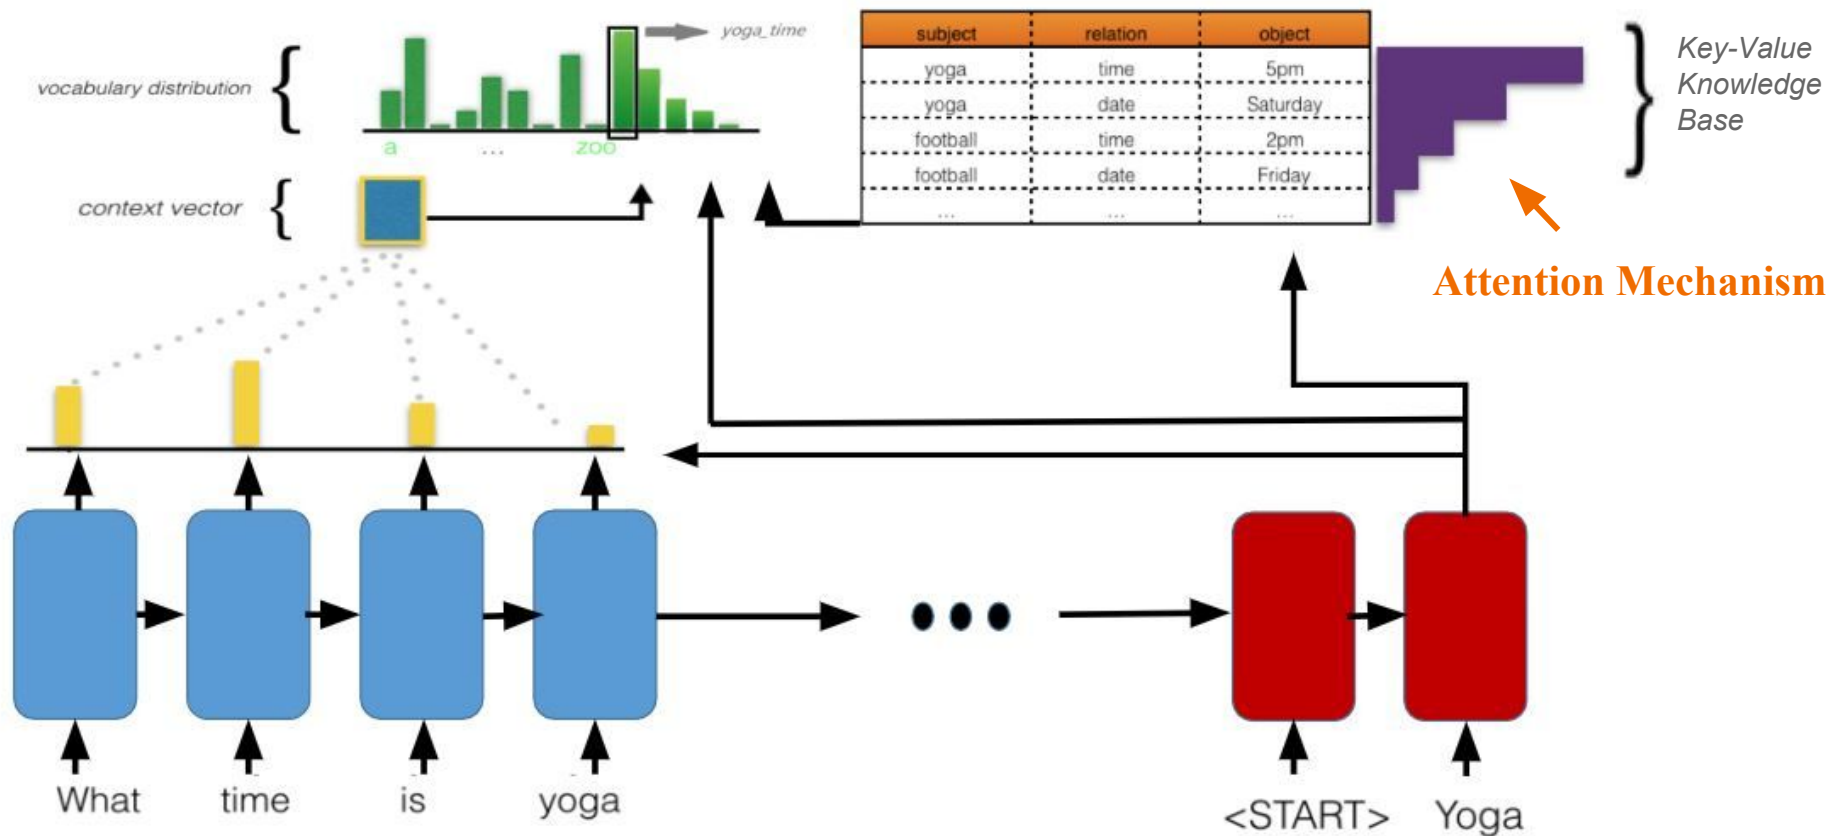 yoga_time
vocabulary distribution
a ... zoo
context vector
subject relation object
yoga time 5pm
yoga date Saturday
football time 2pm
football date Friday
... ... ...
Key-Value
Knowledge
Base
Attention Mechanism
What time is yoga
<START> Yoga